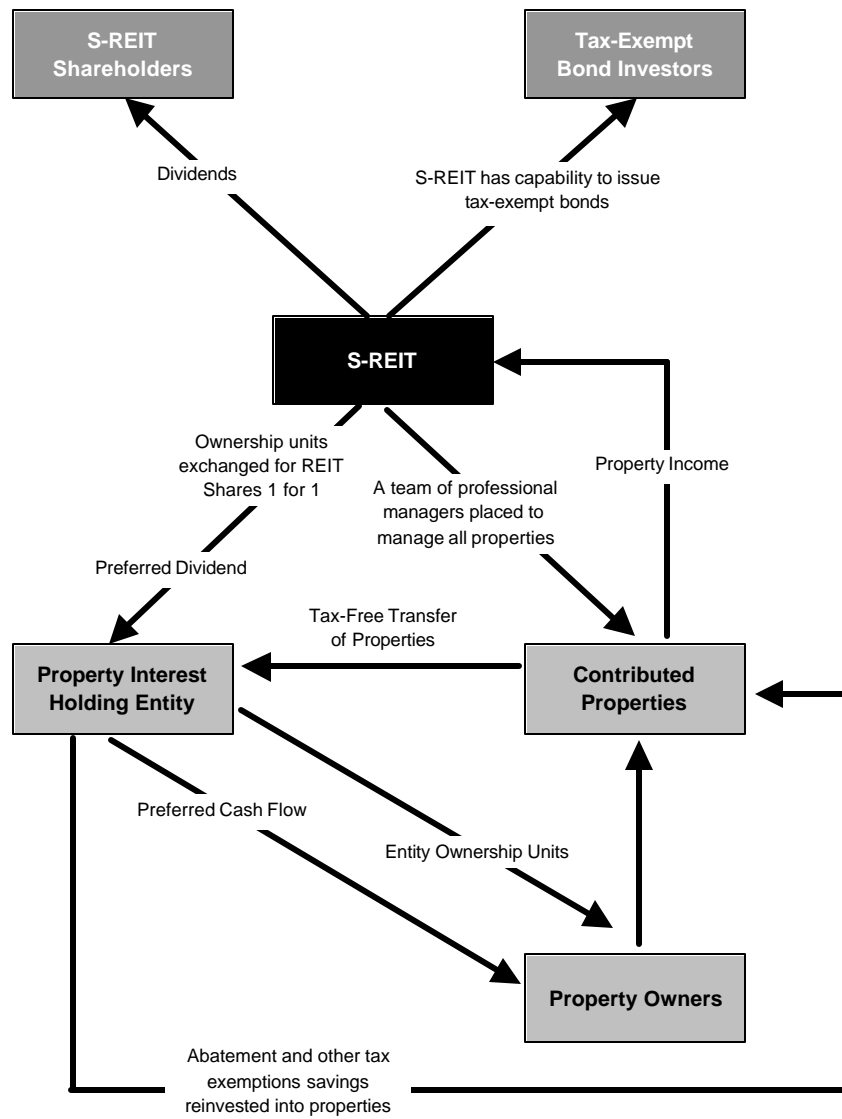 S-REIT
Shareholders
Tax-Exempt
Bond Investors
Dividends
S-REIT has capability to issue
tax-exempt bonds
S-REIT
Ownership units
exchanged for REIT
Shares 1 for 1
Property Income
A team of professional
managers placed to
manage all properties
Preferred Dividend
Tax-Free Transfer
of Properties
Property Interest
Holding Entity
Contributed
Properties
Preferred Cash Flow
Entity Ownership Units
Property Owners
Abatement and other tax
exemptions savings
reinvested into properties